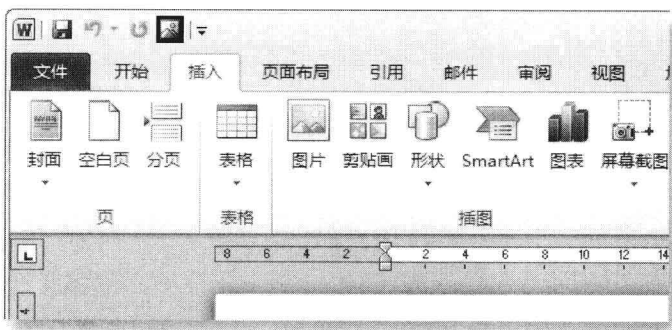 W
文件 开始 插入 页面布局 引用 邮件 审阅 视图
封面 空白页 分页 表格 图片 剪贴画 形状 SmartArt 图表 屏幕截图
页 表格 插图
L 8 6 4 2 2 4 6 8 10 12 14
4